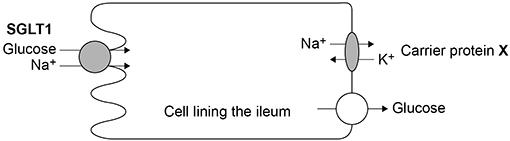 SGLT1
Glucose
Na⁺
Na⁺
K⁺
Carrier protein X
Cell lining the ileum
Glucose